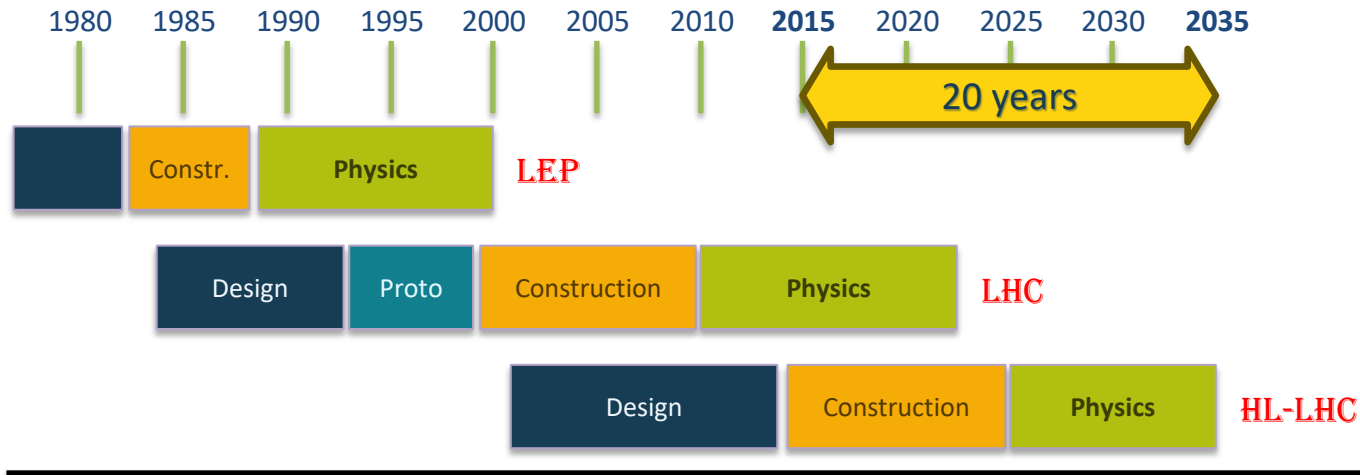 1980 1985 1990 1995 2000 2005 2010 2015 2020 2025 2030 2035
20 years
Constr. Physics LEP
Design Proto Construction Physics LHC
Design Construction Physics HL-LHC